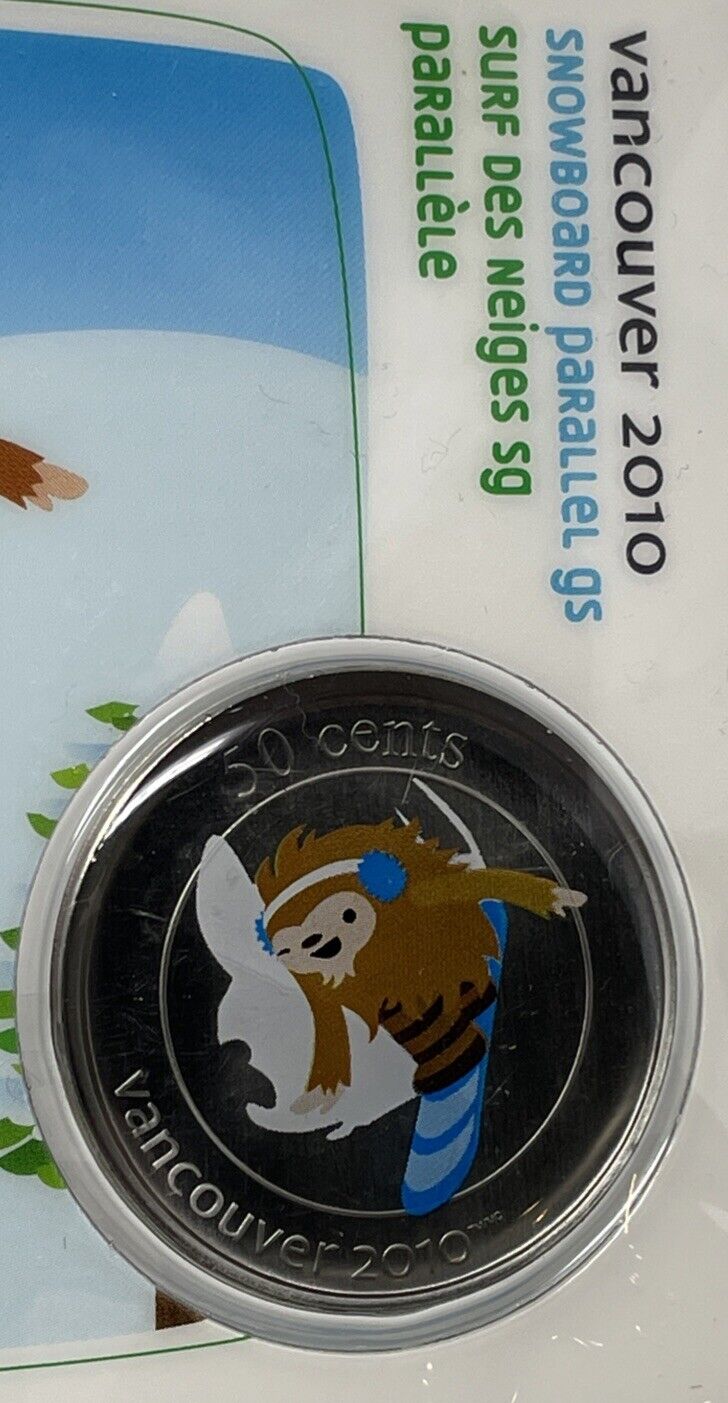 vancouver 2010
SNOWBOARD PARALLEL GS
SURF DES NEIGES SG
PARALLÈLE
50 cents
vancouver 2010